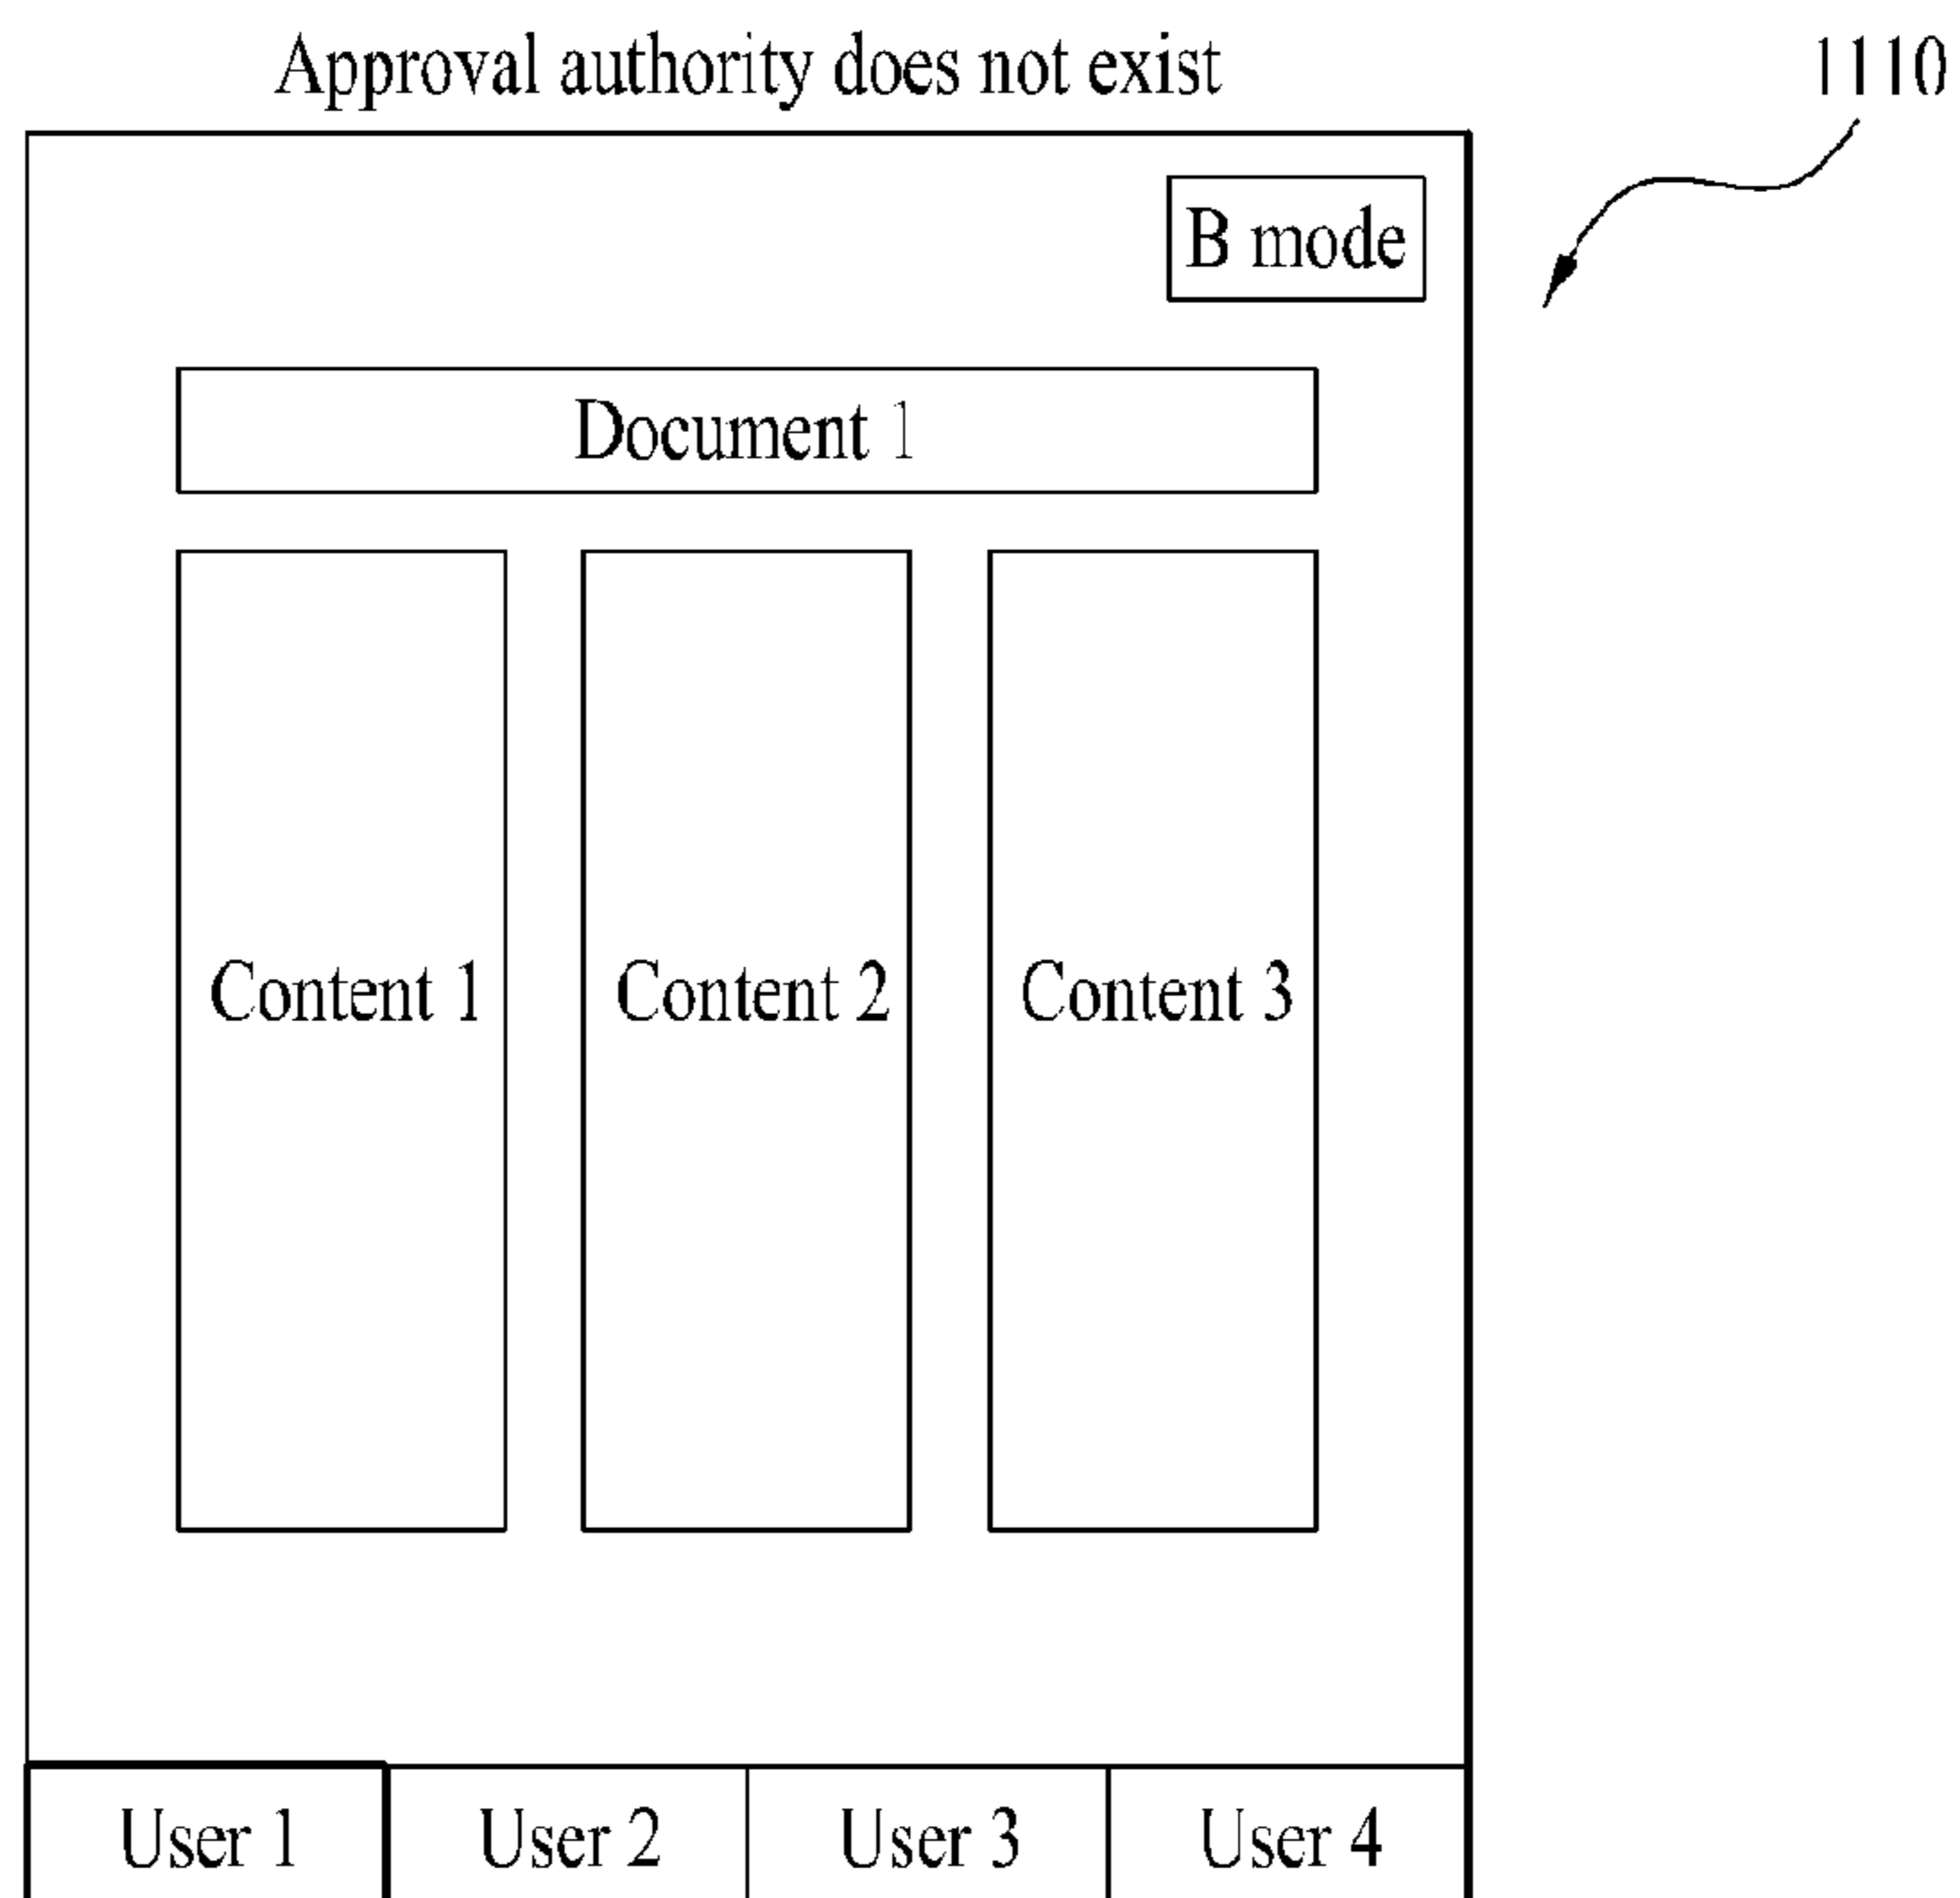 Approval authority does not exist
1110
B mode
Document 1
Content 1
Content 2
Content 3
User 1
User 2
User 3
User 4